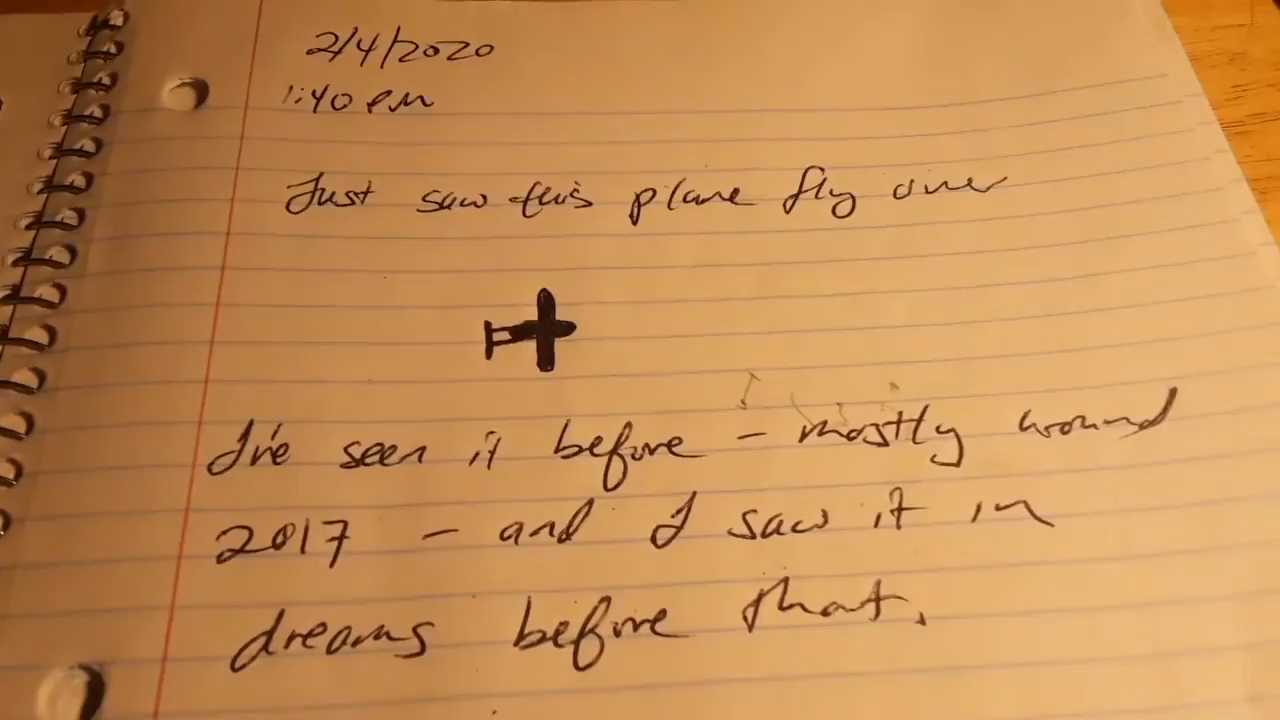 2/4/2020
1:40 PM
Just saw this plane fly over
I've seen it before - mostly around
2017 - and I saw it in
dreams before that.